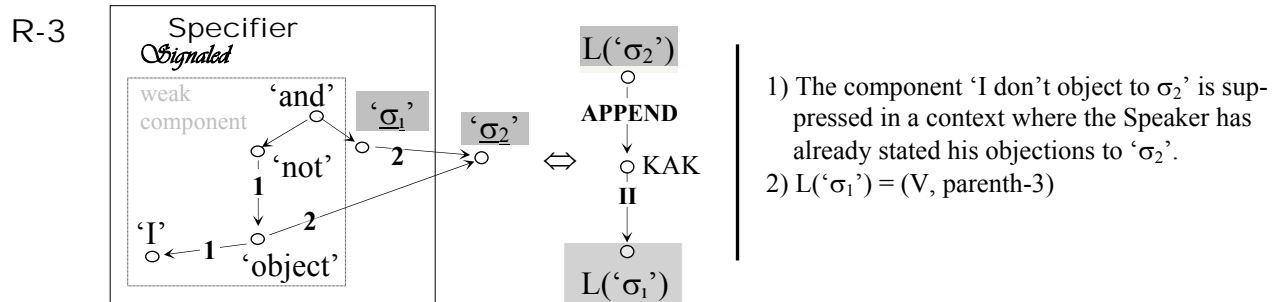 R-3
Specifier
Signaled
weak
component
‘and’
‘σ₁’
‘σ₂’
2
‘not’
1
2
‘I’
1
‘object’
⇔
L(‘σ₂’)
APPEND
KAK
II
L(‘σ₁’)
1) The component ‘I don’t object to σ₂’ is sup-
pressed in a context where the Speaker has
already stated his objections to ‘σ₂’.
2) L(‘σ₁’) = (V, parenth-3)